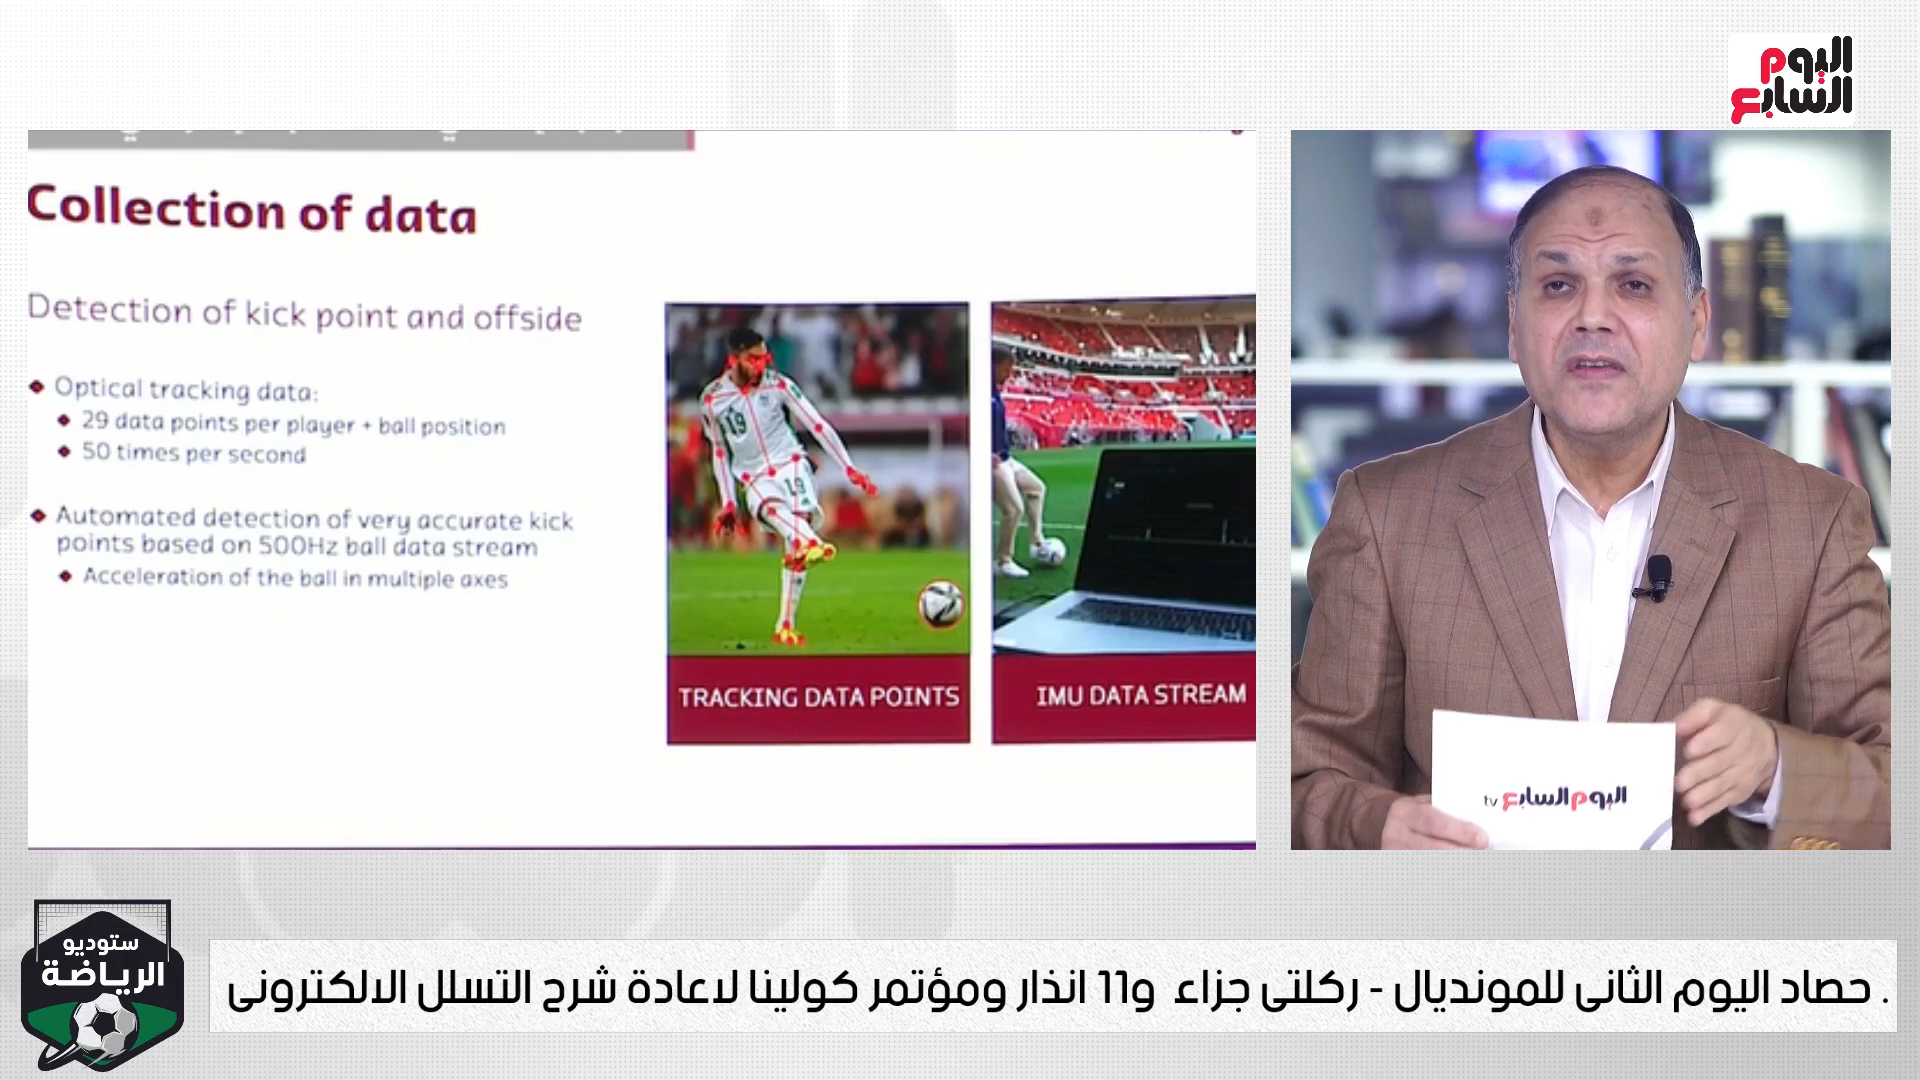 اليوم
السابع
Collection of data
Detection of kick point and offside
Optical tracking data:
29 data points per player + ball position
50 times per second
Automated detection of very accurate kick
points based on 500Hz ball data stream
Acceleration of the ball in multiple axes
19
19
TRACKING DATA POINTS
IMU DATA STREAM
اليوم السابع tv
ستوديو
الرياضة
. حصاد اليوم الثانى للمونديال - ركلتى جزاء و11 انذار ومؤتمر كولينا لاعادة شرح التسلل الالكترونى